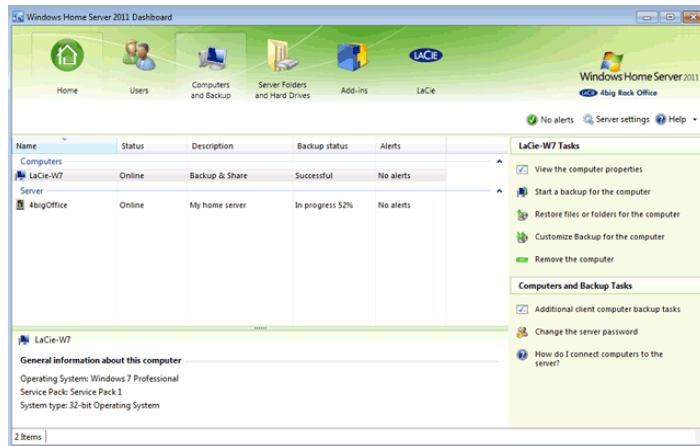 Windows Home Server 2011 Dashboard
Home
Users
Computers and Backup
Server Folders and Hard Drives
Add-ins
LACIE
LaCie
Windows Home Server 2011
LACIE 4big Rack Office
No alerts Server settings Help
Name Status Description Backup status Alerts
Computers
LaCie-W7 Online Backup & Share Successful No alerts
Server
4bigOffice Online My home server In progress 52% No alerts
LaCie-W7 Tasks
View the computer properties
Start a backup for the computer
Restore files or folders for the computer
Customize Backup for the computer
Remove the computer
Computers and Backup Tasks
Additional client computer backup tasks
Change the server password
How do I connect computers to the
server?
LaCie-W7
General information about this computer
Operating System: Windows 7 Professional
Service Pack: Service Pack 1
System type: 32-bit Operating System
2 Items